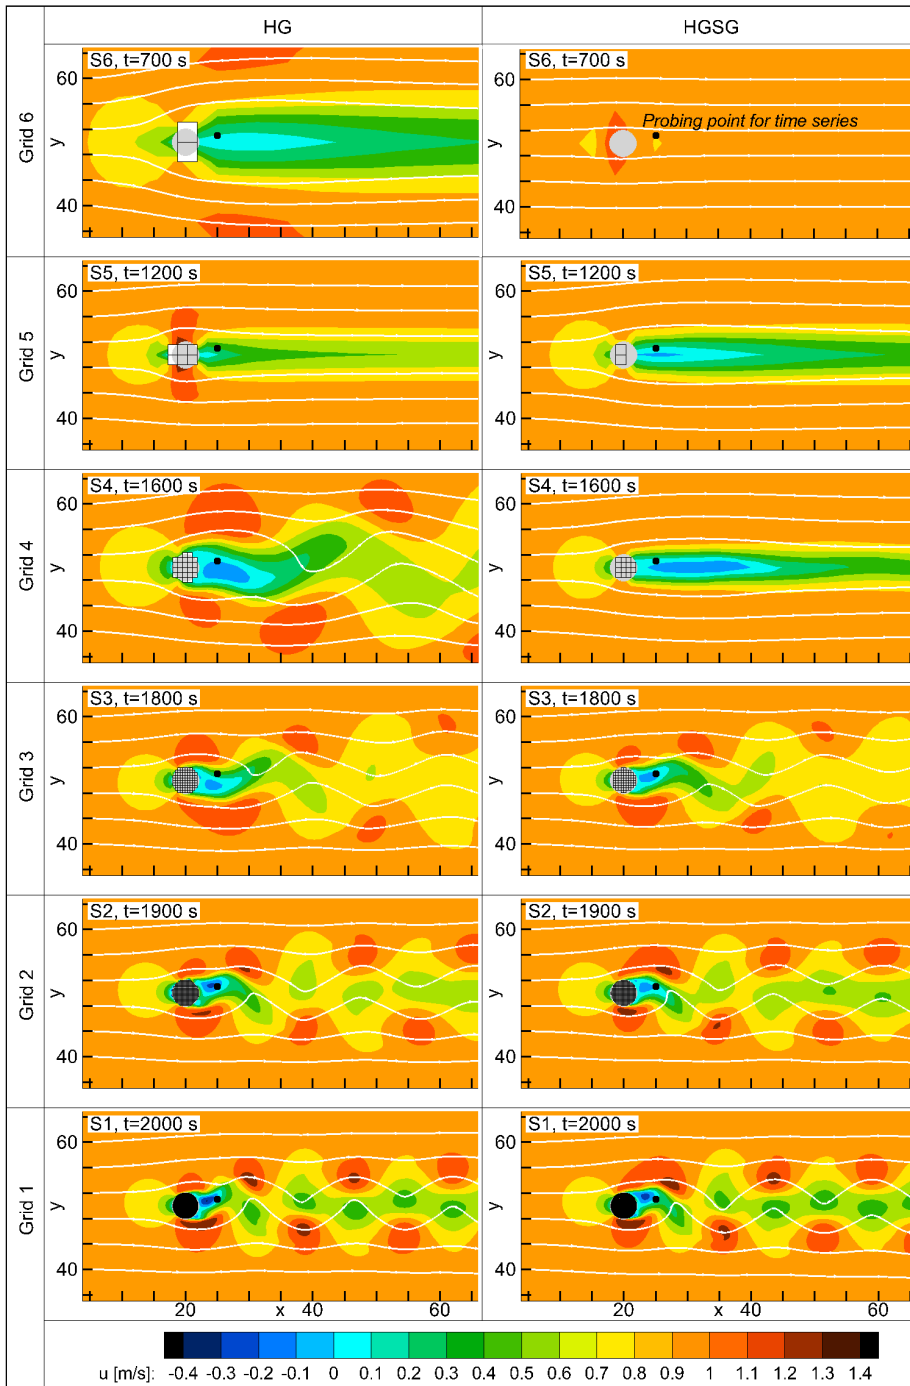 HG HGSG
Grid 6
S6, t=700 s
60
y
40
S6, t=700 s
Probing point for time series
60
y
40
Grid 5
S5, t=1200 s
60
y
40
S5, t=1200 s
60
y
40
Grid 4
S4, t=1600 s
60
y
40
S4, t=1600 s
60
y
40
Grid 3
S3, t=1800 s
60
y
40
S3, t=1800 s
60
y
40
Grid 2
S2, t=1900 s
60
y
40
S2, t=1900 s
60
y
40
Grid 1
S1, t=2000 s
60
y
40
20 x 40 60
S1, t=2000 s
60
y
40
20 x 40 60
u [m/s]: -0.4 -0.3 -0.2 -0.1 0 0.1 0.2 0.3 0.4 0.5 0.6 0.7 0.8 0.9 1 1.1 1.2 1.3 1.4